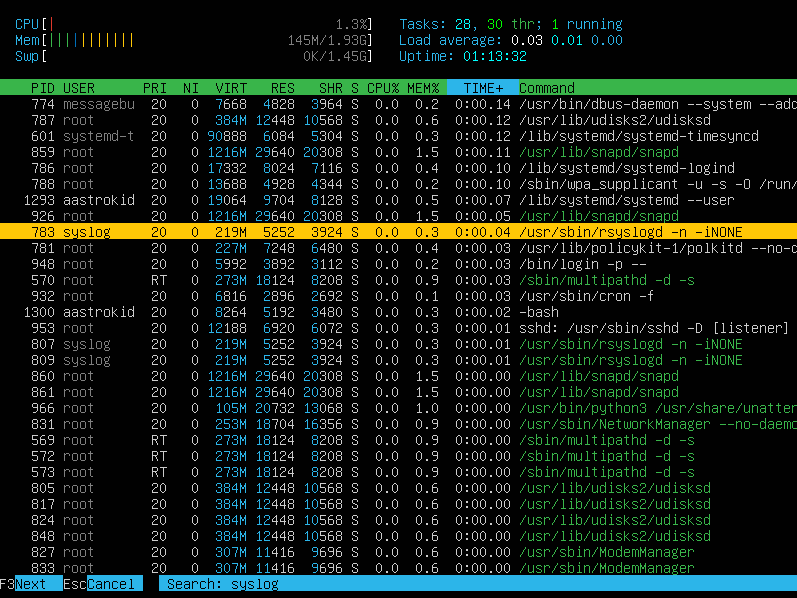 CPU[| 1.3%] Tasks: 28, 30 thr; 1 running
Mem[||||||||||| 145M/1.93G] Load average: 0.03 0.01 0.00
Swp[ 0K/1.45G] Uptime: 01:13:32
PID USER PRI NI VIRT RES SHR S CPU% MEM% TIME+ Command
774 messagebu 20 0 7668 4828 3964 S 0.0 0.2 0:00.14 /usr/bin/dbus-daemon --system --add
787 root 20 0 384M 12448 10568 S 0.0 0.6 0:00.12 /usr/lib/udisks2/udisksd
601 systemd-t 20 0 90888 6084 5304 S 0.0 0.3 0:00.12 /lib/systemd/systemd-timesyncd
859 root 20 0 1216M 29640 20308 S 0.0 1.5 0:00.11 /usr/lib/snapd/snapd
786 root 20 0 17332 8024 7116 S 0.0 0.4 0:00.10 /lib/systemd/systemd-logind
788 root 20 0 13688 4928 4344 S 0.0 0.2 0:00.10 /sbin/wpa_supplicant -u -s -O /run/
1293 aastrokid 20 0 19064 9704 8128 S 0.0 0.5 0:00.07 /lib/systemd/systemd --user
926 root 20 0 1216M 29640 20308 S 0.0 1.5 0:00.05 /usr/lib/snapd/snapd
783 syslog 20 0 219M 5252 3924 S 0.0 0.3 0:00.04 /usr/sbin/rsyslogd -n -iNONE
781 root 20 0 227M 7248 6480 S 0.0 0.4 0:00.03 /usr/lib/policykit-1/polkitd --no-d
948 root 20 0 5992 3892 3112 S 0.0 0.2 0:00.03 /bin/login -p --
570 root RT 0 273M 18124 8208 S 0.0 0.9 0:00.03 /sbin/multipathd -d -s
932 root 20 0 6816 2896 2692 S 0.0 0.1 0:00.03 /usr/sbin/cron -f
1300 aastrokid 20 0 8264 5192 3480 S 0.0 0.3 0:00.02 -bash
953 root 20 0 12188 6920 6072 S 0.0 0.3 0:00.01 sshd: /usr/sbin/sshd -D [listener]
807 syslog 20 0 219M 5252 3924 S 0.0 0.3 0:00.01 /usr/sbin/rsyslogd -n -iNONE
809 syslog 20 0 219M 5252 3924 S 0.0 0.3 0:00.01 /usr/sbin/rsyslogd -n -iNONE
860 root 20 0 1216M 29640 20308 S 0.0 1.5 0:00.00 /usr/lib/snapd/snapd
861 root 20 0 1216M 29640 20308 S 0.0 1.5 0:00.00 /usr/lib/snapd/snapd
966 root 20 0 105M 20732 13068 S 0.0 1.0 0:00.00 /usr/bin/python3 /usr/share/unatter
831 root 20 0 253M 18704 16356 S 0.0 0.9 0:00.00 /usr/sbin/NetworkManager --no-daemo
569 root RT 0 273M 18124 8208 S 0.0 0.9 0:00.00 /sbin/multipathd -d -s
572 root RT 0 273M 18124 8208 S 0.0 0.9 0:00.00 /sbin/multipathd -d -s
573 root RT 0 273M 18124 8208 S 0.0 0.9 0:00.00 /sbin/multipathd -d -s
805 root 20 0 384M 12448 10568 S 0.0 0.6 0:00.00 /usr/lib/udisks2/udisksd
817 root 20 0 384M 12448 10568 S 0.0 0.6 0:00.00 /usr/lib/udisks2/udisksd
824 root 20 0 384M 12448 10568 S 0.0 0.6 0:00.00 /usr/lib/udisks2/udisksd
848 root 20 0 384M 12448 10568 S 0.0 0.6 0:00.00 /usr/lib/udisks2/udisksd
827 root 20 0 307M 11416 9696 S 0.0 0.6 0:00.00 /usr/sbin/ModemManager
833 root 20 0 307M 11416 9696 S 0.0 0.6 0:00.00 /usr/sbin/ModemManager
F3Next EscCancel Search: syslog